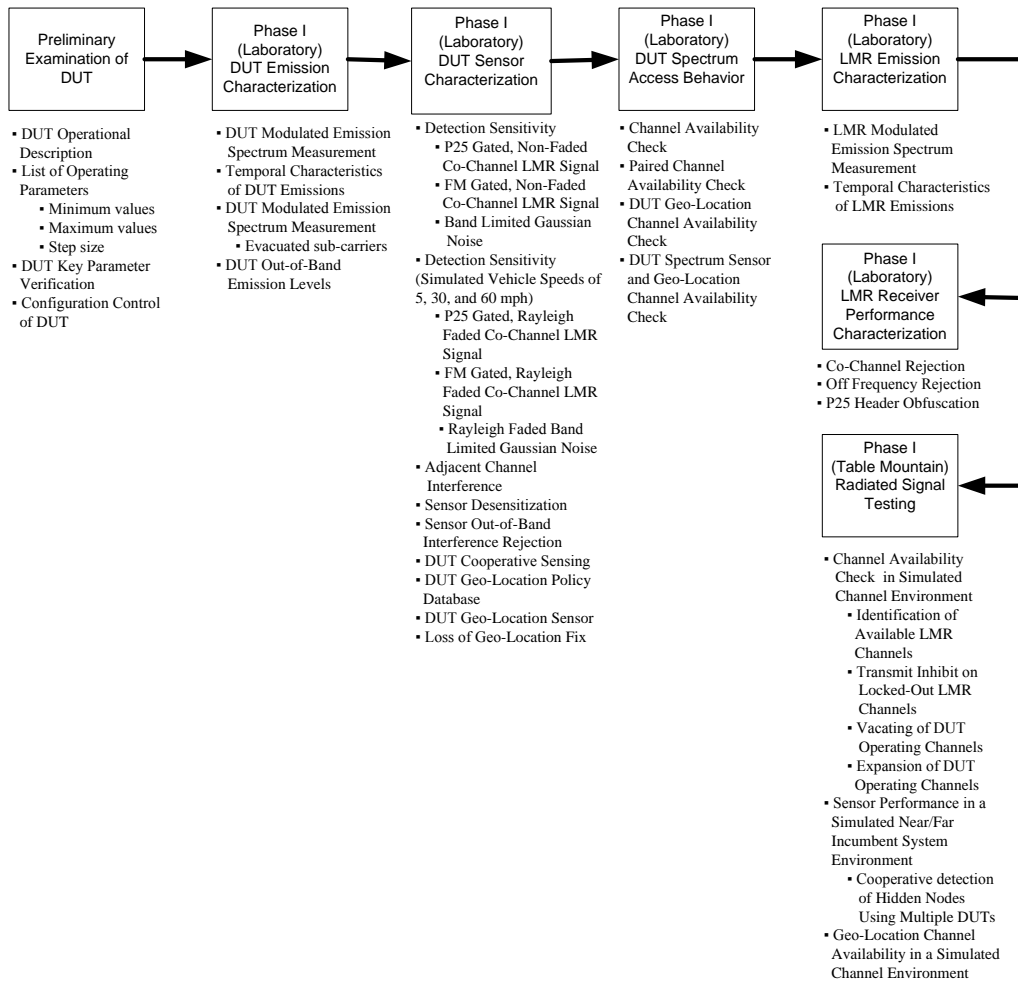 Preliminary
Examination of
DUT
▪ DUT Operational
Description
▪ List of Operating
Parameters
▪ Minimum values
▪ Maximum values
▪ Step size
▪ DUT Key Parameter
Verification
▪ Configuration Control
of DUT
Phase I
(Laboratory)
DUT Emission
Characterization
▪ DUT Modulated Emission
Spectrum Measurement
▪ Temporal Characteristics
of DUT Emissions
▪ DUT Modulated Emission
Spectrum Measurement
▪ Evacuated sub-carriers
▪ DUT Out-of-Band
Emission Levels
Phase I
(Laboratory)
DUT Sensor
Characterization
▪ Detection Sensitivity
▪ P25 Gated, Non-Faded
Co-Channel LMR Signal
▪ FM Gated, Non-Faded
Co-Channel LMR Signal
▪ Band Limited Gaussian
Noise
▪ Detection Sensitivity
(Simulated Vehicle Speeds of
5, 30, and 60 mph)
▪ P25 Gated, Rayleigh
Faded Co-Channel LMR
Signal
▪ FM Gated, Rayleigh
Faded Co-Channel LMR
Signal
▪ Rayleigh Faded Band
Limited Gaussian Noise
▪ Adjacent Channel
Interference
▪ Sensor Desensitization
▪ Sensor Out-of-Band
Interference Rejection
▪ DUT Cooperative Sensing
▪ DUT Geo-Location Policy
Database
▪ DUT Geo-Location Sensor
▪ Loss of Geo-Location Fix
Phase I
(Laboratory)
DUT Spectrum
Access Behavior
▪ Channel Availability
Check
▪ Paired Channel
Availability Check
▪ DUT Geo-Location
Channel Availability
Check
▪ DUT Spectrum Sensor
and Geo-Location
Channel Availability
Check
Phase I
(Laboratory)
LMR Emission
Characterization
▪ LMR Modulated
Emission Spectrum
Measurement
▪ Temporal Characteristics
of LMR Emissions
Phase I
(Laboratory)
LMR Receiver
Performance
Characterization
▪ Co-Channel Rejection
▪ Off Frequency Rejection
▪ P25 Header Obfuscation
Phase I
(Table Mountain)
Radiated Signal
Testing
▪ Channel Availability
Check in Simulated
Channel Environment
▪ Identification of
Available LMR
Channels
▪ Transmit Inhibit on
Locked-Out LMR
Channels
▪ Vacating of DUT
Operating Channels
▪ Expansion of DUT
Operating Channels
▪ Sensor Performance in a
Simulated Near/Far
Incumbent System
Environment
▪ Cooperative detection
of Hidden Nodes
Using Multiple DUTs
▪ Geo-Location Channel
Availability in a Simulated
Channel Environment